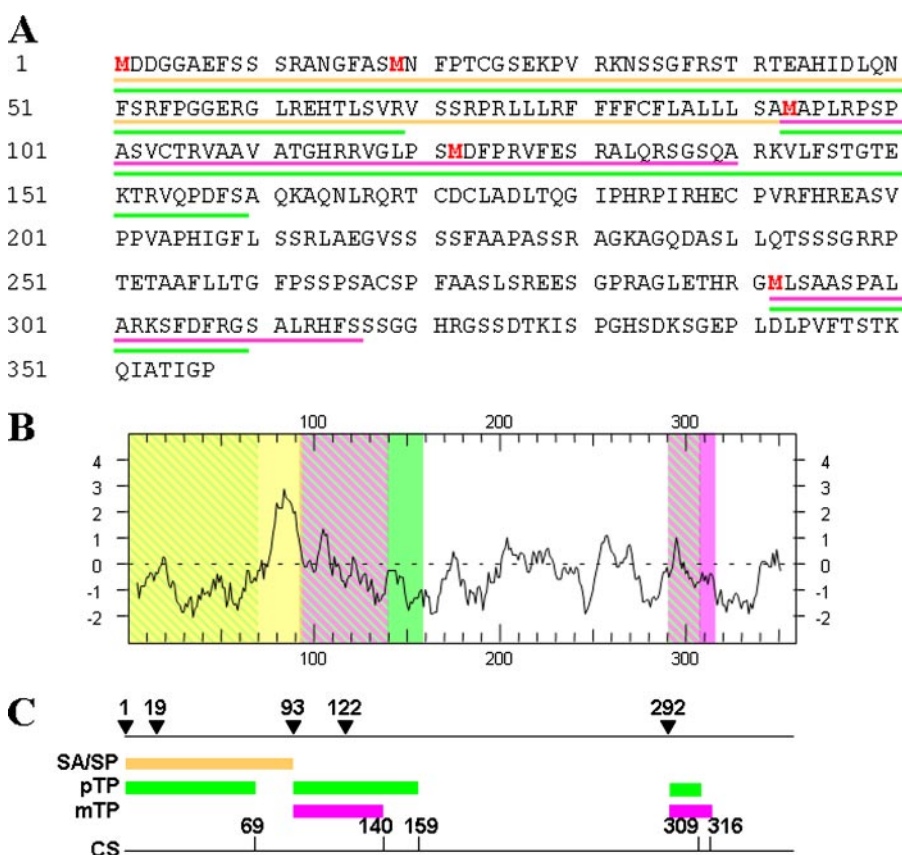 A
1 MDDGGAEFSS SRANGFASMN FPTCGSEKPV RKNSSGFRST RTEAHIDLQN
51 FSRFPGGERG LREHTLSVRV SSRPRLLLRF FFFCFLALLL SAMAPLRPSP
101 ASVCTRVAAV ATGHRRVGLP SMDFPRVFES RALQRSGSQA RKVLFSTGTE
151 KTRVQPDFSA QKAQNLRQRT CDCLADLTQG IPHRPIRHEC PVRFHREASV
201 PPVAPHIGFL SSRLAEGVSS SSFAAPASSR AGKAGQDASL LQTSSSGRRP
251 TETAAFLLTG FPSSPSACSP FAASLSREES GPRAGLETHR GMLSAASPAL
301 ARKSFDFRGS ALRHFSSSGG HRGSSDTKIS PGHSDKSGEP LDLPVFTSTK
351 QIATIGP
B
100 200 300
4 4
3 3
2 2
1 1
0 0
-1 -1
-2 -2
100 200 300
C
1 19 93 122 292
SA/SP
pTP
mTP
69 140 159 309 316
CS